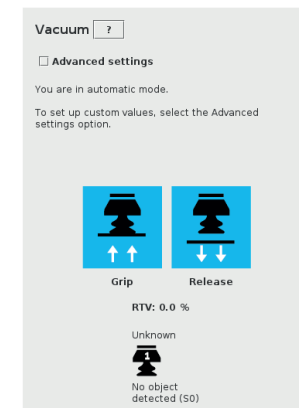 Vacuum ?
Advanced settings
You are in automatic mode.
To set up custom values, select the Advanced
settings option.
Grip Release
RTV: 0.0 %
Unknown
1
No object
detected (S0)